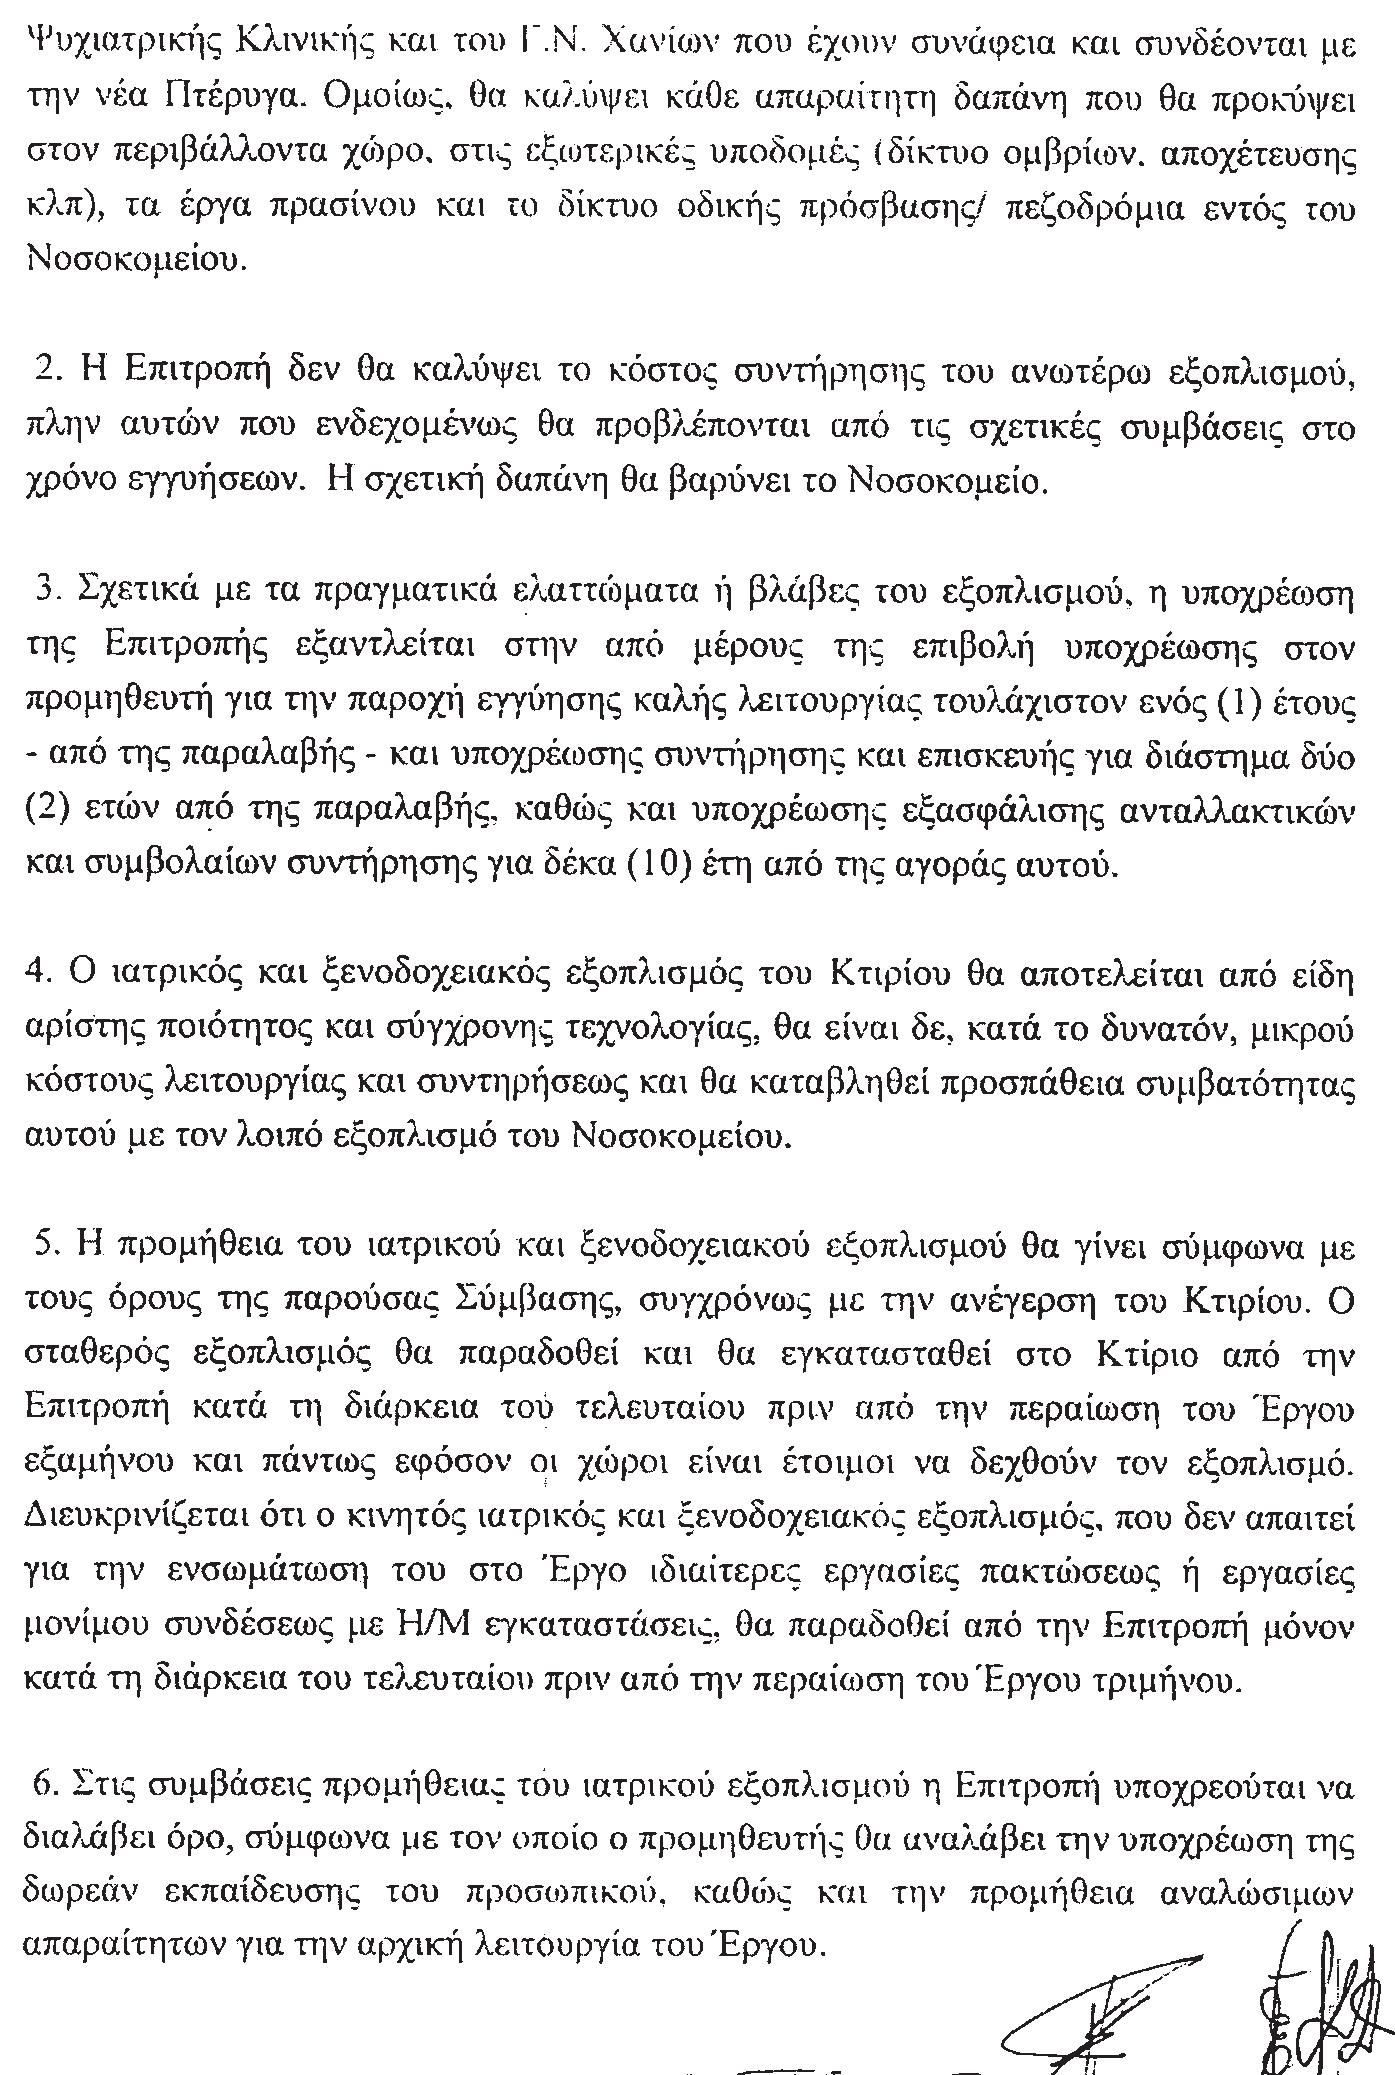 Ψυχιατρικής Κλινικής και του Γ.Ν. Χανίων που έχουν συνάφεια και συνδέονται με
την νέα Πτέρυγα. Ομοίως, θα καλύψει κάθε απαραίτητη δαπάνη που θα προκύψει
στον περιβάλλοντα χώρο, στις εξωτερικές υποδομές (δίκτυο ομβρίων, αποχέτευσης
κλπ), τα έργα πρασίνου και το δίκτυο οδικής πρόσβασης/ πεζοδρόμια εντός του
Νοσοκομείου.
2. Η Επιτροπή δεν θα καλύψει το κόστος συντήρησης του ανωτέρω εξοπλισμού,
πλην αυτών που ενδεχομένως θα προβλέπονται από τις σχετικές συμβάσεις στο
χρόνο εγγυήσεων. Η σχετική δαπάνη θα βαρύνει το Νοσοκομείο.
3. Σχετικά με τα πραγματικά ελαττώματα ή βλάβες του εξοπλισμού, η υποχρέωση
της Επιτροπής εξαντλείται στην από μέρους της επιβολή υποχρέωσης στον
προμηθευτή για την παροχή εγγύησης καλής λειτουργίας τουλάχιστον ενός (1) έτους
- από της παραλαβής - και υποχρέωσης συντήρησης και επισκευής για διάστημα δύο
(2) ετών από της παραλαβής, καθώς και υποχρέωσης εξασφάλισης ανταλλακτικών
και συμβολαίων συντήρησης για δέκα (10) έτη από της αγοράς αυτού.
4. Ο ιατρικός και ξενοδοχειακός εξοπλισμός του Κτιρίου θα αποτελείται από είδη
αρίστης ποιότητος και σύγχρονης τεχνολογίας, θα είναι δε, κατά το δυνατόν, μικρού
κόστους λειτουργίας και συντηρήσεως και θα καταβληθεί προσπάθεια συμβατότητας
αυτού με τον λοιπό εξοπλισμό του Νοσοκομείου.
5. Η προμήθεια του ιατρικού και ξενοδοχειακού εξοπλισμού θα γίνει σύμφωνα με
τους όρους της παρούσας Σύμβασης, συγχρόνως με την ανέγερση του Κτιρίου. Ο
σταθερός εξοπλισμός θα παραδοθεί και θα εγκατασταθεί στο Κτίριο από την
Επιτροπή κατά τη διάρκεια του τελευταίου πριν από την περαίωση του Έργου
εξαμήνου και πάντως εφόσον οι χώροι είναι έτοιμοι να δεχθούν τον εξοπλισμό.
Διευκρινίζεται ότι ο κινητός ιατρικός και ξενοδοχειακός εξοπλισμός, που δεν απαιτεί
για την ενσωμάτωση του στο Έργο ιδιαίτερες εργασίες πακτώσεως ή εργασίες
μονίμου συνδέσεως με Η/Μ εγκαταστάσεις, θα παραδοθεί από την Επιτροπή μόνον
κατά τη διάρκεια του τελευταίου πριν από την περαίωση του Έργου τριμήνου.
6. Στις συμβάσεις προμήθειας του ιατρικού εξοπλισμού η Επιτροπή υποχρεούται να
διαλάβει όρο, σύμφωνα με τον οποίο ο προμηθευτής θα αναλάβει την υποχρέωση της
δωρεάν εκπαίδευσης του προσωπικού, καθώς και την προμήθεια αναλώσιμων
απαραίτητων για την αρχική λειτουργία του Έργου.